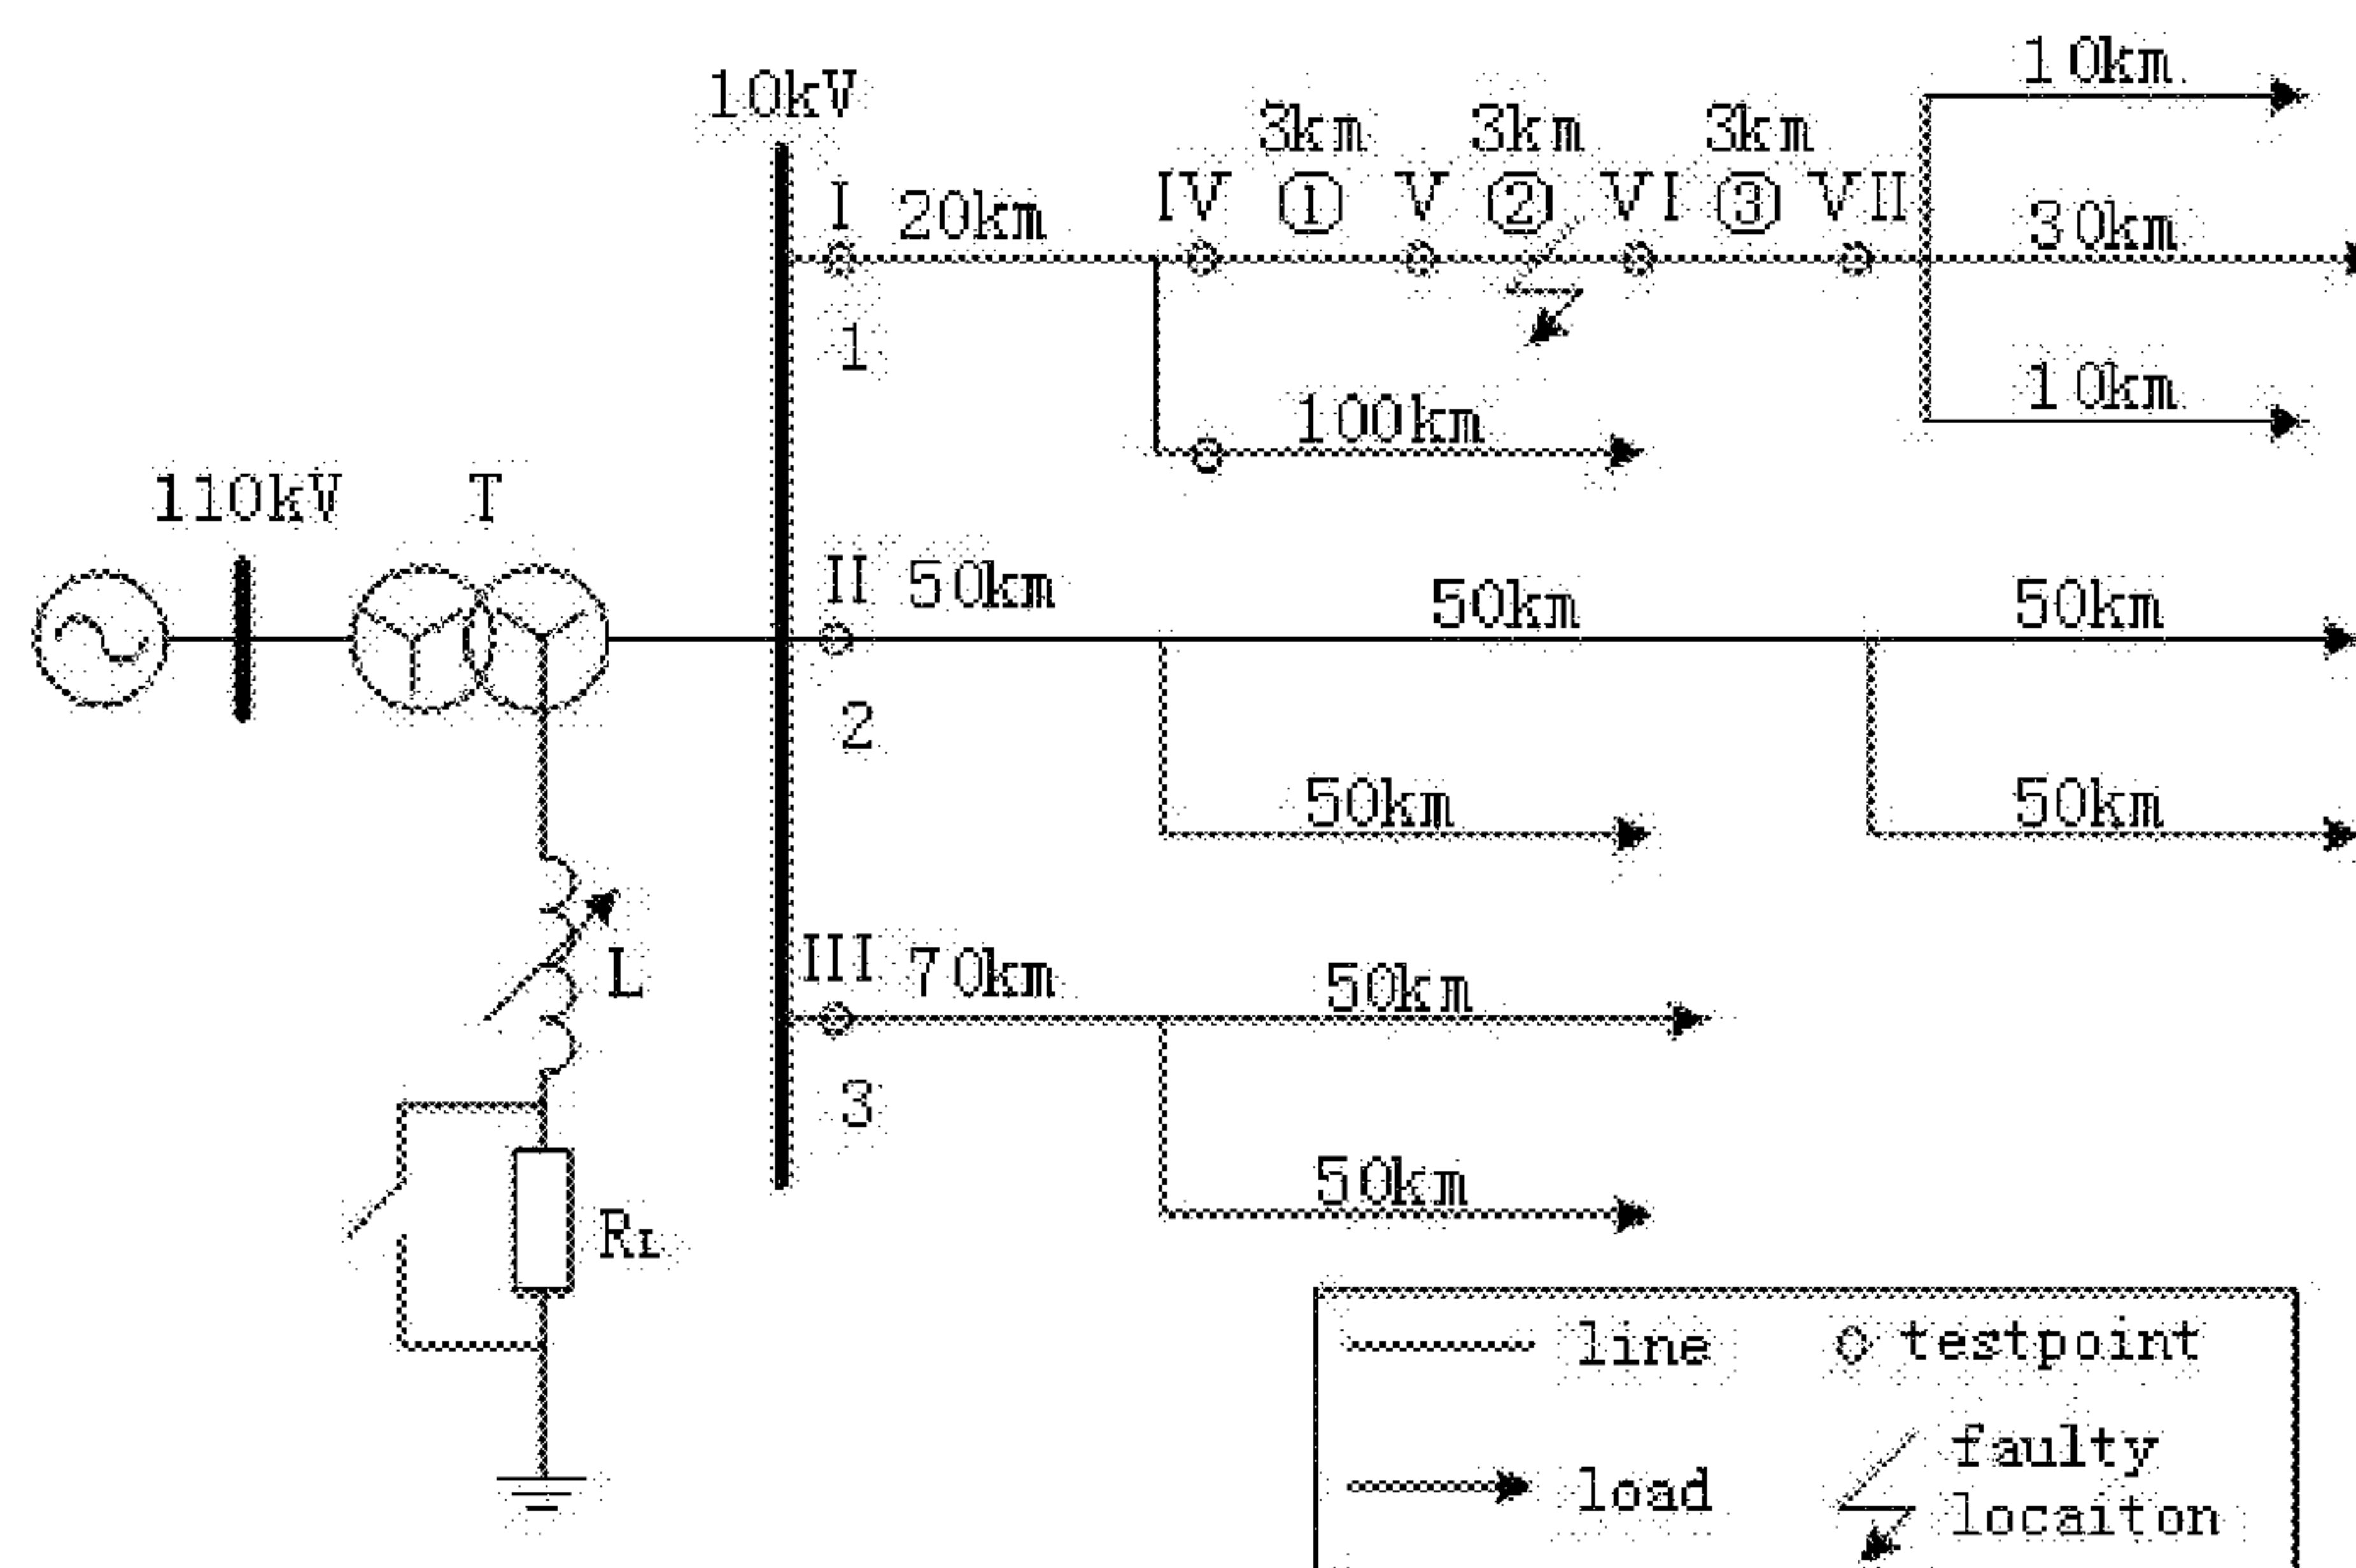 10kV
10km
3km 3km 3km
I 20km IV ① V ② VI ③ VII 30km
1
10km
100km
110kV T
II 50km 50km 50km
2
50km 50km
III 70km 50km
L
3
50km
RL
line testpoint
load faulty
locaiton